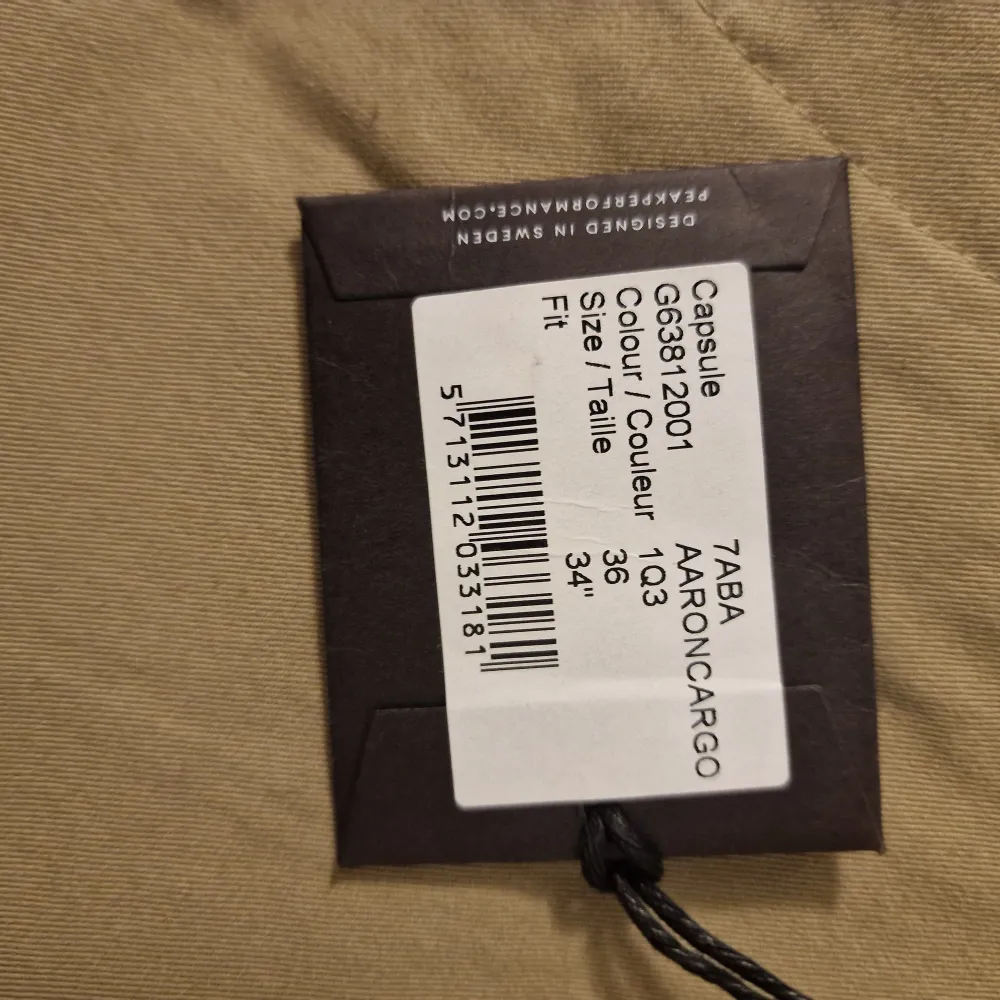 DESIGNED IN SWEDEN
PEAKPERFORMANCE.COM
Capsule 7ABA
G63812001 AARONCARGO
Colour / Couleur 1Q3
Size / Taille 36
Fit 34"
5 713112 033181